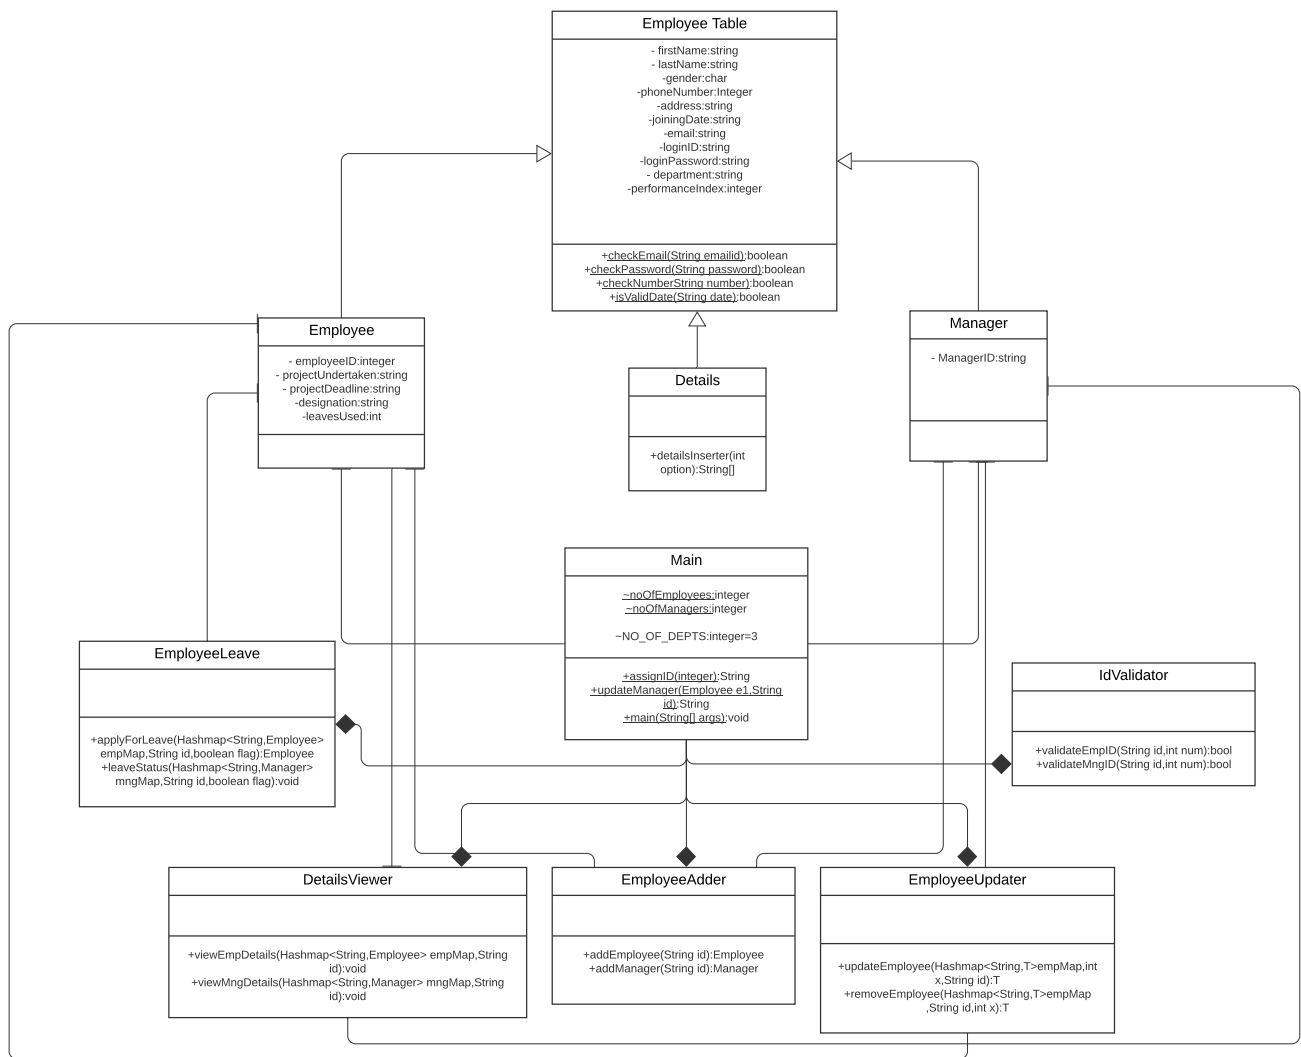 Employee Table
- firstName:string
- lastName:string
-gender:char
-phoneNumber:Integer
-address:string
-joiningDate:string
-email:string
-loginID:string
-loginPassword:string
- department:string
-performanceIndex:integer
+checkEmail(String emailid):boolean
+checkPassword(String password):boolean
+checkNumberString number):boolean
+isValidDate(String date):boolean
Employee
- employeeID:integer
- projectUndertaken:string
- projectDeadline:string
-designation:string
-leavesUsed:int
Manager
- ManagerID:string
Details
+detailsInserter(int
option):String[]
Main
~noOfEmployees:integer
~noOfManagers:integer
~NO_OF_DEPTS:integer=3
+assignID(integer):String
+updateManager(Employee e1,String
id):String
+main(String[] args):void
EmployeeLeave
+applyForLeave(Hashmap<String,Employee>
empMap,String id,boolean flag):Employee
+leaveStatus(Hashmap<String,Manager>
mngMap,String id,boolean flag):void
IdValidator
+validateEmpID(String id,int num):bool
+validateMngID(String id,int num):bool
DetailsViewer
+viewEmpDetails(Hashmap<String,Employee> empMap,String
id):void
+viewMngDetails(Hashmap<String,Manager> mngMap,String
id):void
EmployeeAdder
+addEmployee(String id):Employee
+addManager(String id):Manager
EmployeeUpdater
+updateEmployee(Hashmap<String,T>empMap,int
x,String id):T
+removeEmployee(Hashmap<String,T>empMap
,String id,int x):T